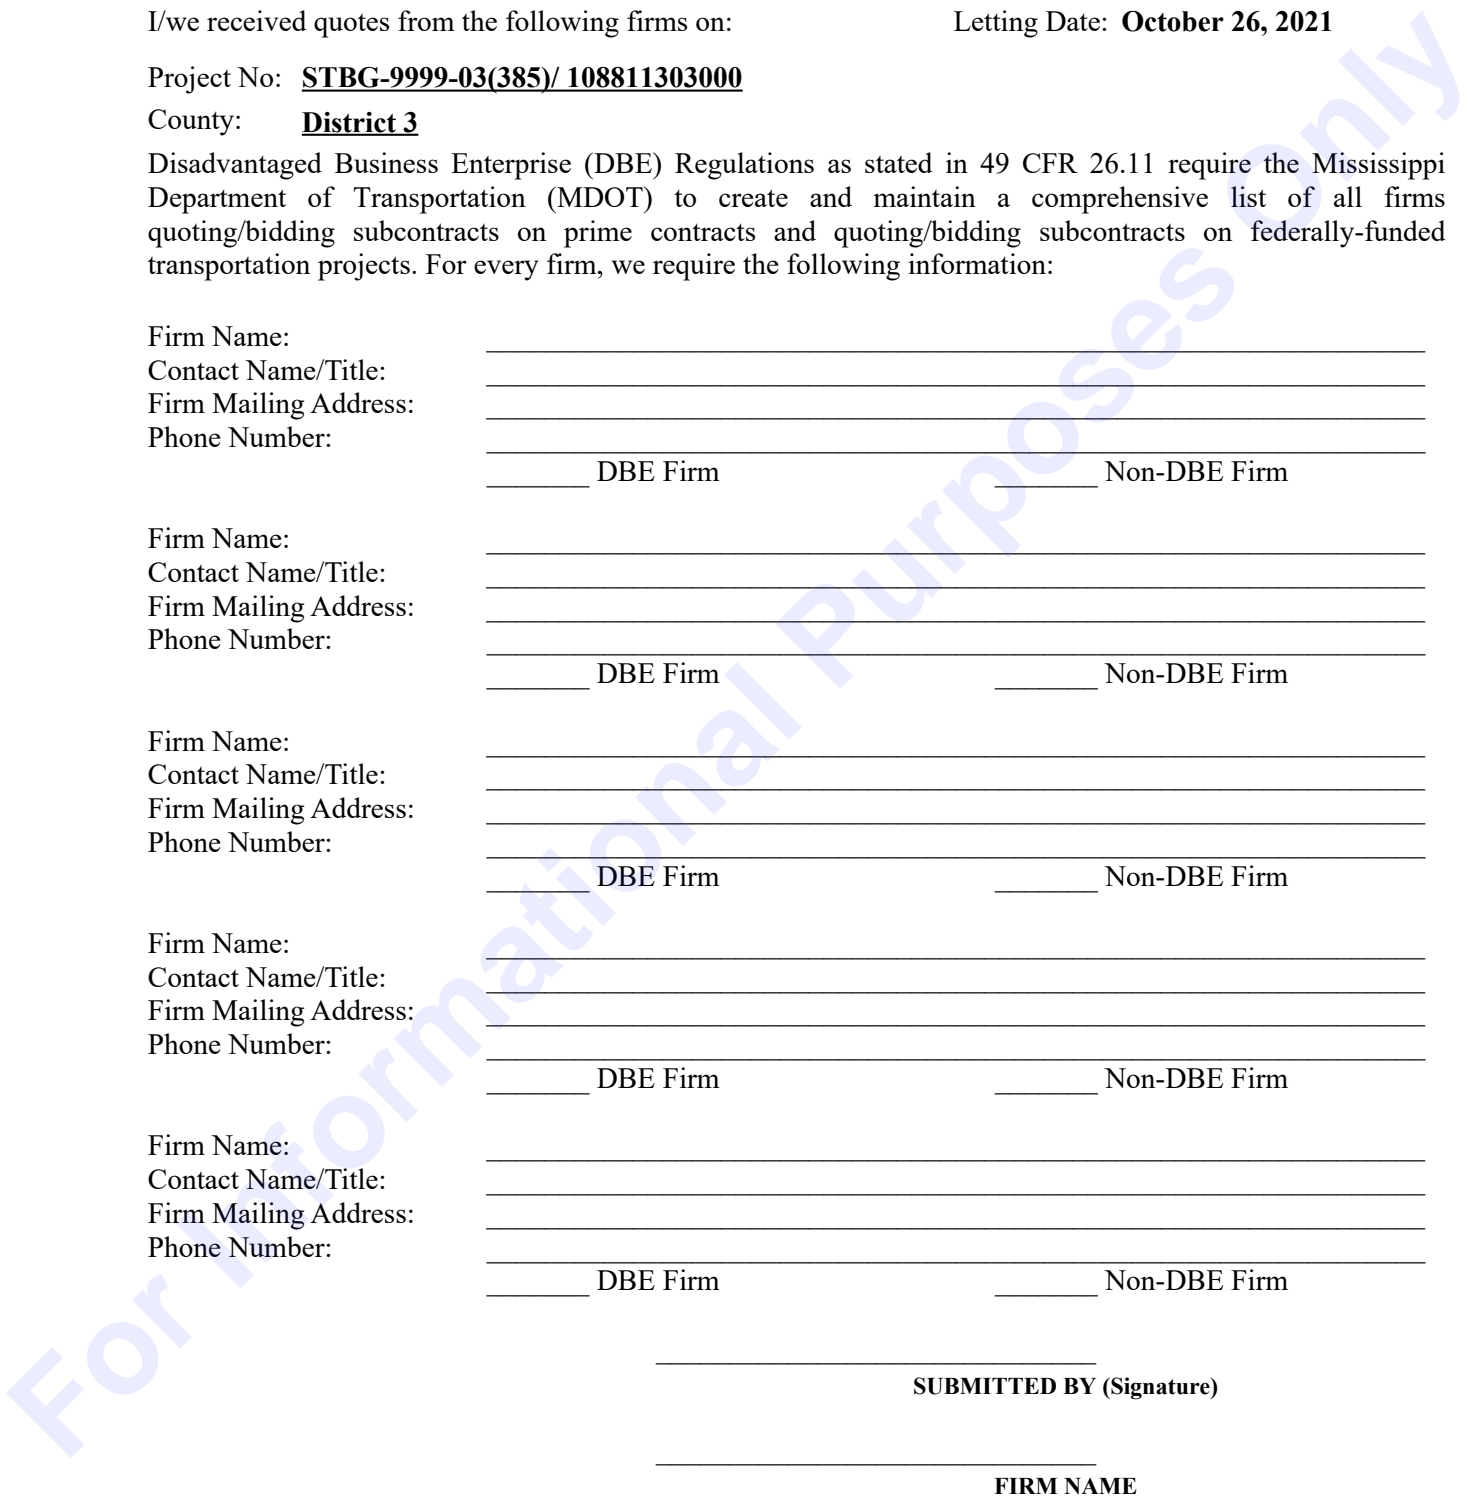 I/we received quotes from the following firms on: Letting Date: October 26, 2021
Project No: STBG-9999-03(385)/ 108811303000
County: District 3
Disadvantaged Business Enterprise (DBE) Regulations as stated in 49 CFR 26.11 require the Mississippi
Department of Transportation (MDOT) to create and maintain a comprehensive list of all firms
quoting/bidding subcontracts on prime contracts and quoting/bidding subcontracts on federally-funded
transportation projects. For every firm, we require the following information:
Firm Name:
Contact Name/Title:
Firm Mailing Address:
Phone Number:
DBE Firm Non-DBE Firm
Firm Name:
Contact Name/Title:
Firm Mailing Address:
Phone Number:
DBE Firm Non-DBE Firm
Firm Name:
Contact Name/Title:
Firm Mailing Address:
Phone Number:
DBE Firm Non-DBE Firm
Firm Name:
Contact Name/Title:
Firm Mailing Address:
Phone Number:
DBE Firm Non-DBE Firm
Firm Name:
Contact Name/Title:
Firm Mailing Address:
Phone Number:
DBE Firm Non-DBE Firm
SUBMITTED BY (Signature)
FIRM NAME
For Informational Purposes Only